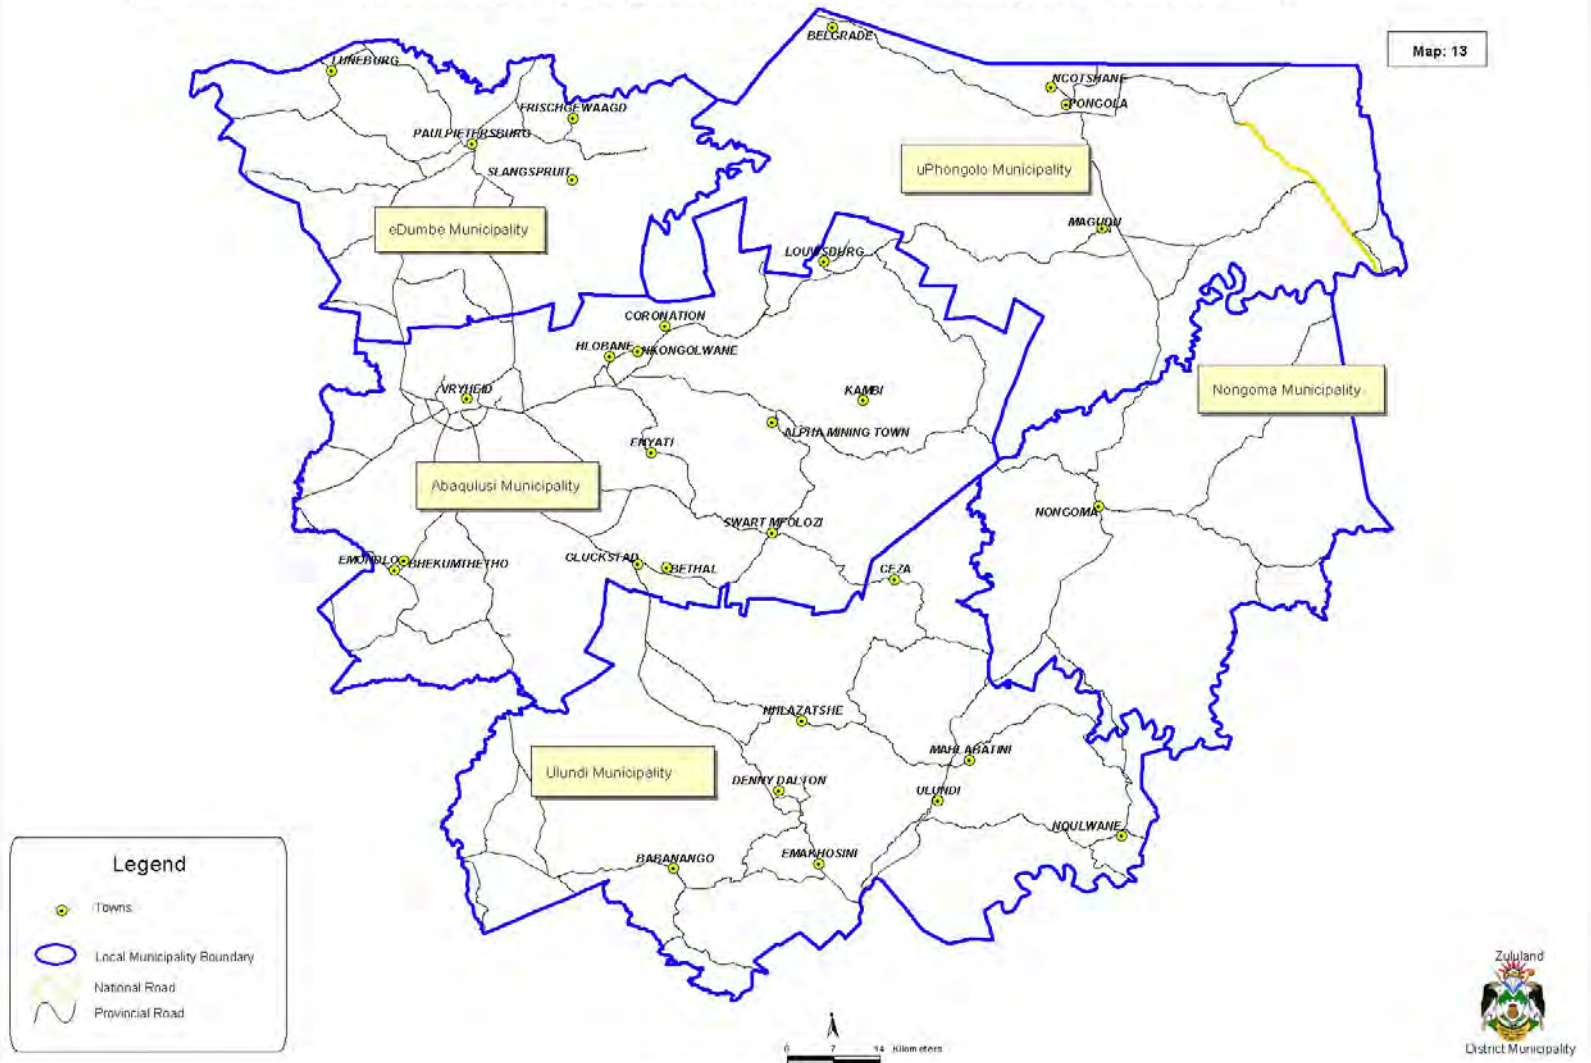 BELGRADE
Map: 13
LUNEBURG
NCOTSHANE
PONGOLA
FRISCHGEWAAGD
PAULPIETERSBURG
SLANGSPRUIT
uPhongolo Municipality
eDumbe Municipality
MAGUDU
LOUWSBURG
CORONATION
HLOBANE
NKONGOLWANE
VRYHEID
KAMBI
Nongoma Municipality
ALPHA MINING TOWN
ENYATI
Abaqulusi Municipality
NONGOMA
SWART MFOLOZI
EMONDLO
BHEKUMTHETHO
GLUCKSTAD
BETHAL
CEZA
NHLAZATSHE
MAHLABATINI
Ulundi Municipality
DENNY DALTON
ULUNDI
NQULWANE
BABANANGO
EMAKHOSINI
Legend
Towns
Local Municipality Boundary
National Road
Provincial Road
0 7 14 Kilometers
Zululand
District Municipality